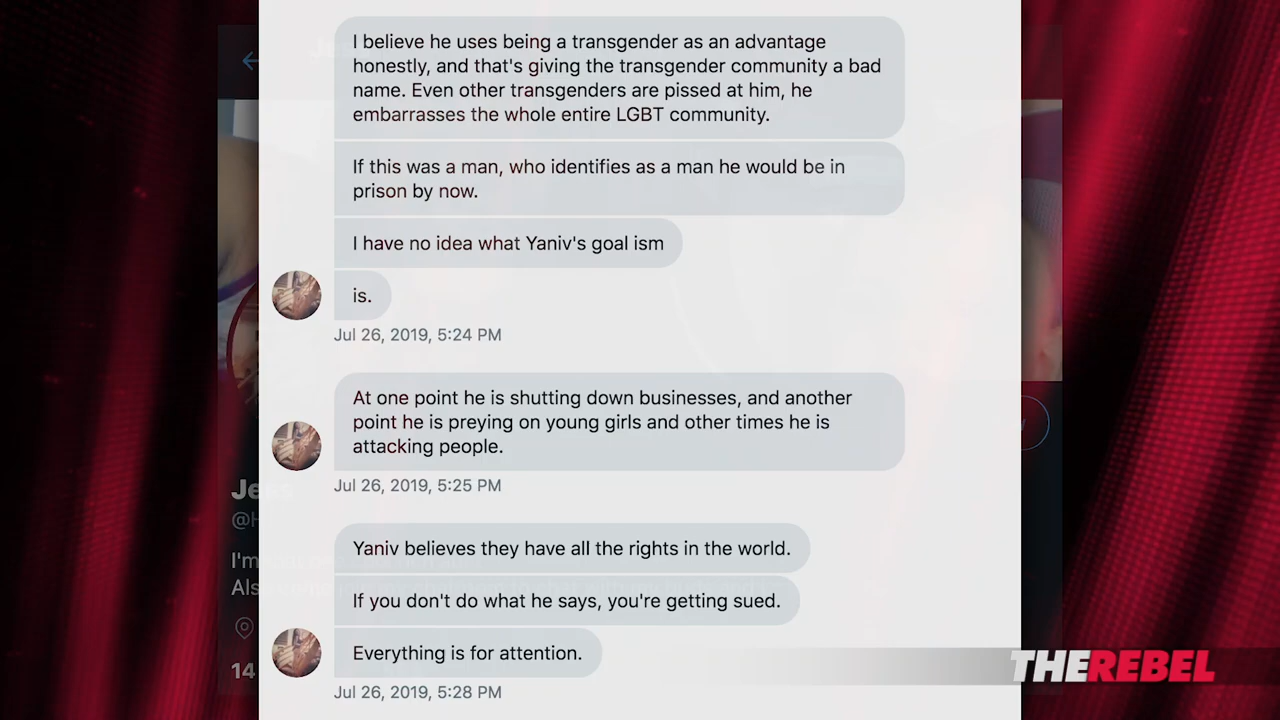 I believe he uses being a transgender as an advantage
honestly, and that's giving the transgender community a bad
name. Even other transgenders are pissed at him, he
embarrasses the whole entire LGBT community.
If this was a man, who identifies as a man he would be in
prison by now.
I have no idea what Yaniv's goal ism
is.
Jul 26, 2019, 5:24 PM
At one point he is shutting down businesses, and another
point he is preying on young girls and other times he is
attacking people.
Jul 26, 2019, 5:25 PM
Yaniv believes they have all the rights in the world.
If you don't do what he says, you're getting sued.
Everything is for attention.
Jul 26, 2019, 5:28 PM
I'm
14
THE REBEL